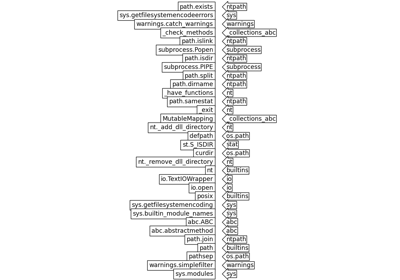 path.exists ntpath
sys.getfilesystemencodeerrors sys
warnings.catch_warnings warnings
_check_methods _collections_abc
path.islink ntpath
subprocess.Popen subprocess
path.isdir ntpath
subprocess.PIPE subprocess
path.split ntpath
path.dirname ntpath
_have_functions nt
path.samestat ntpath
_exit nt
MutableMapping _collections_abc
nt._add_dll_directory nt
defpath os.path
st.S_ISDIR stat
curdir os.path
nt._remove_dll_directory nt
nt builtins
io.TextIOWrapper io
io.open io
posix builtins
sys.getfilesystemencoding sys
sys.builtin_module_names sys
abc.ABC abc
abc.abstractmethod abc
path.join ntpath
path builtins
pathsep os.path
warnings.simplefilter warnings
sys.modules sys